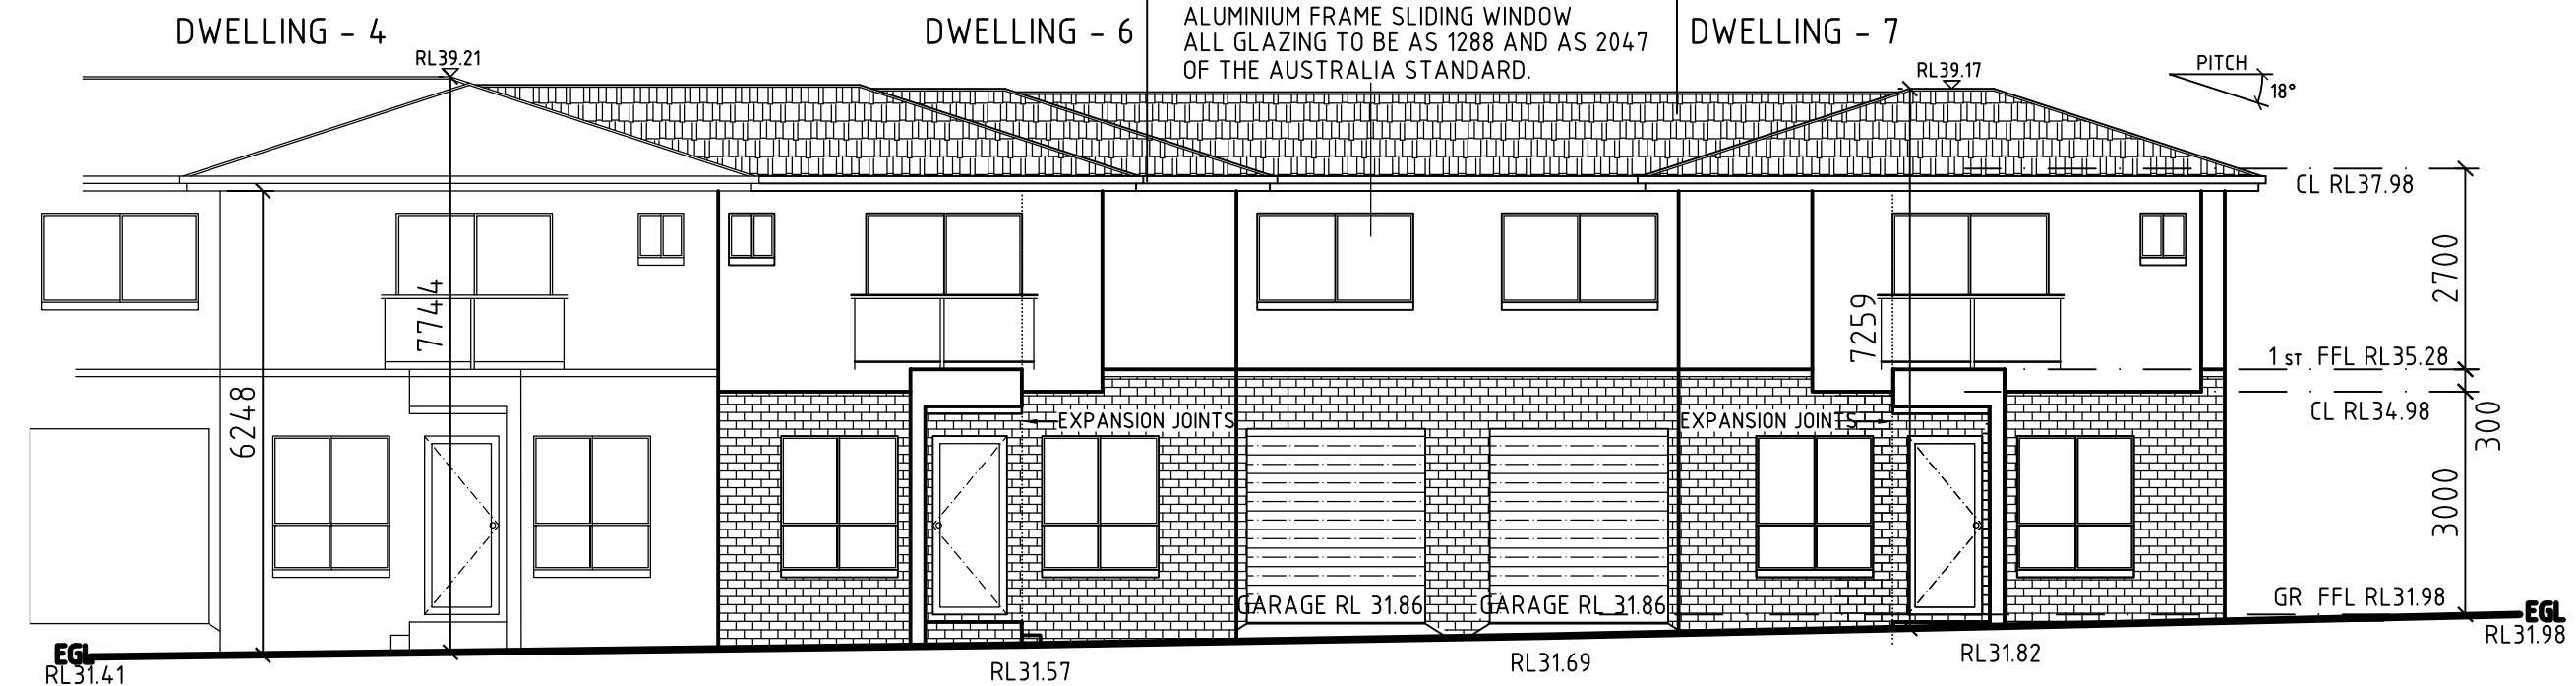 DWELLING - 4
DWELLING - 6
ALUMINIUM FRAME SLIDING WINDOW
ALL GLAZING TO BE AS 1288 AND AS 2047
OF THE AUSTRALIA STANDARD.
DWELLING - 7
RL39.21
RL39.17
PITCH
18°
CL RL37.98
2700
7744
7259
1 ST FFL RL35.28
6248
CL RL34.98
300
EXPANSION JOINTS
EXPANSION JOINTS
3000
GARAGE RL 31.86
GARAGE RL 31.86
GR FFL RL31.98
EGL
RL31.98
EGL
RL31.41
RL31.57
RL31.69
RL31.82